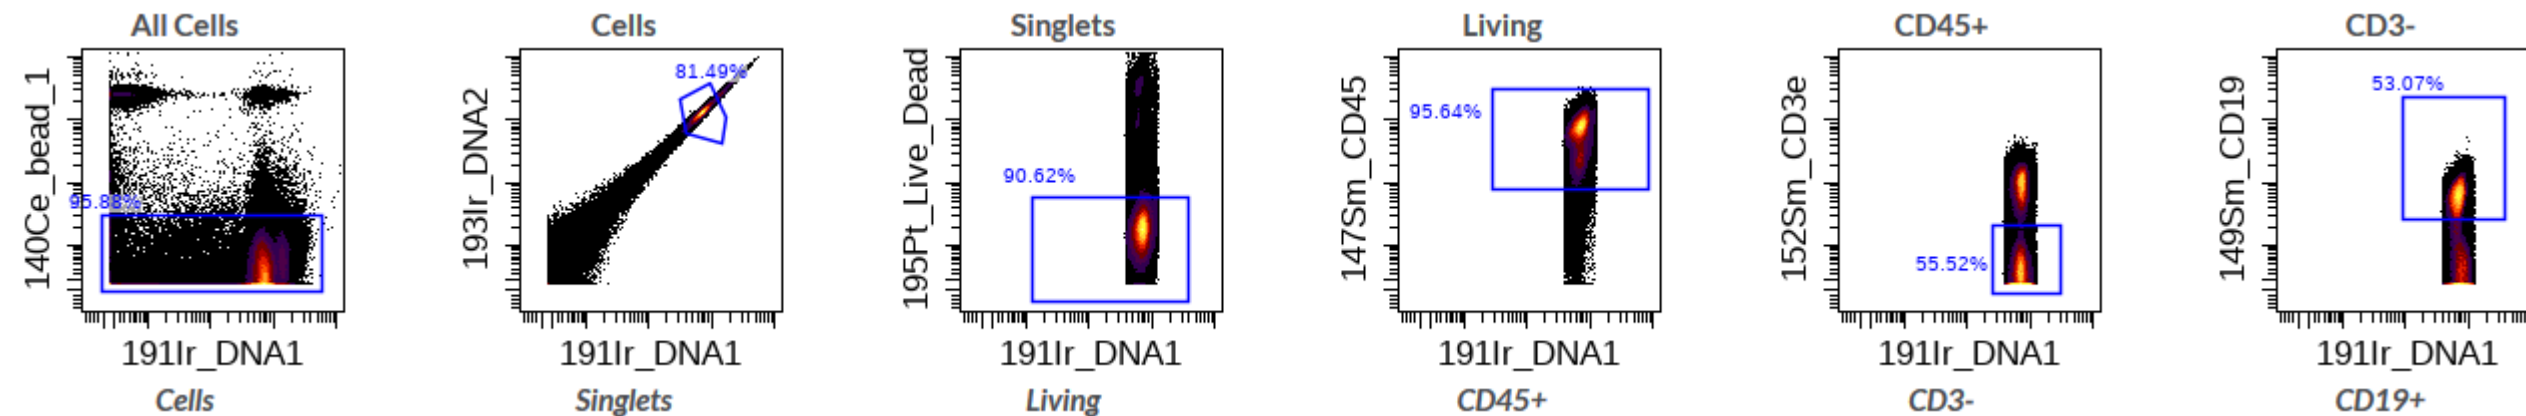 All Cells
Cells
Singlets
Living
CD45+
CD3-
140Ce_bead_1
95.88%
191Ir_DNA1
193Ir_DNA2
81.49%
191Ir_DNA1
195Pt_Live_Dead
90.62%
191Ir_DNA1
147Sm_CD45
95.64%
191Ir_DNA1
152Sm_CD3e
55.52%
191Ir_DNA1
149Sm_CD19
53.07%
191Ir_DNA1
Cells
Singlets
Living
CD45+
CD3-
CD19+